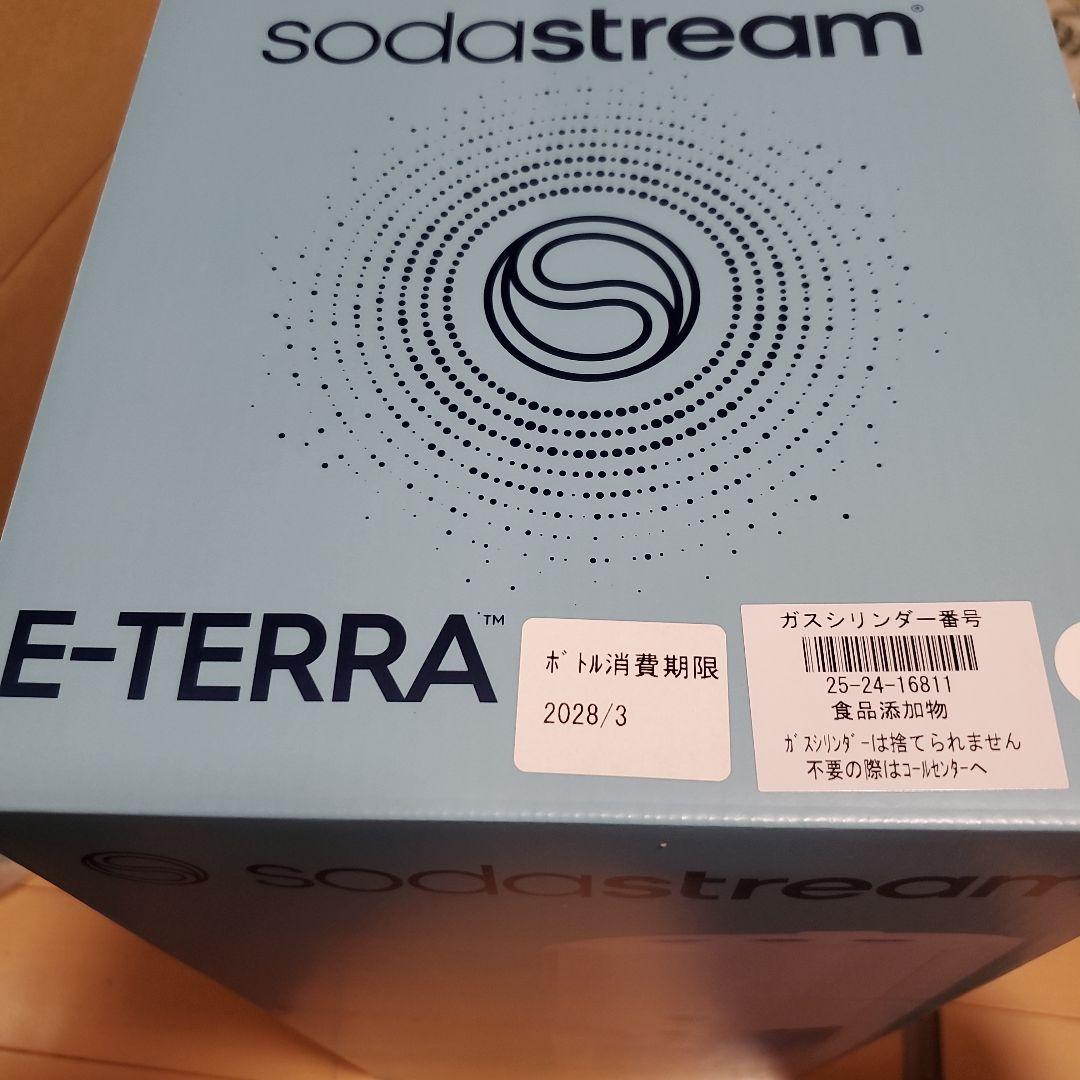 sodastream®
E-TERRA™
ﾎﾞﾄﾙ消費期限
2028/3
ガスシリンダー番号
25-24-16811
食品添加物
ｶﾞｽｼﾘﾝﾀﾞｰは捨てられません
不要の際はｺｰﾙｾﾝﾀｰへ
sodastream